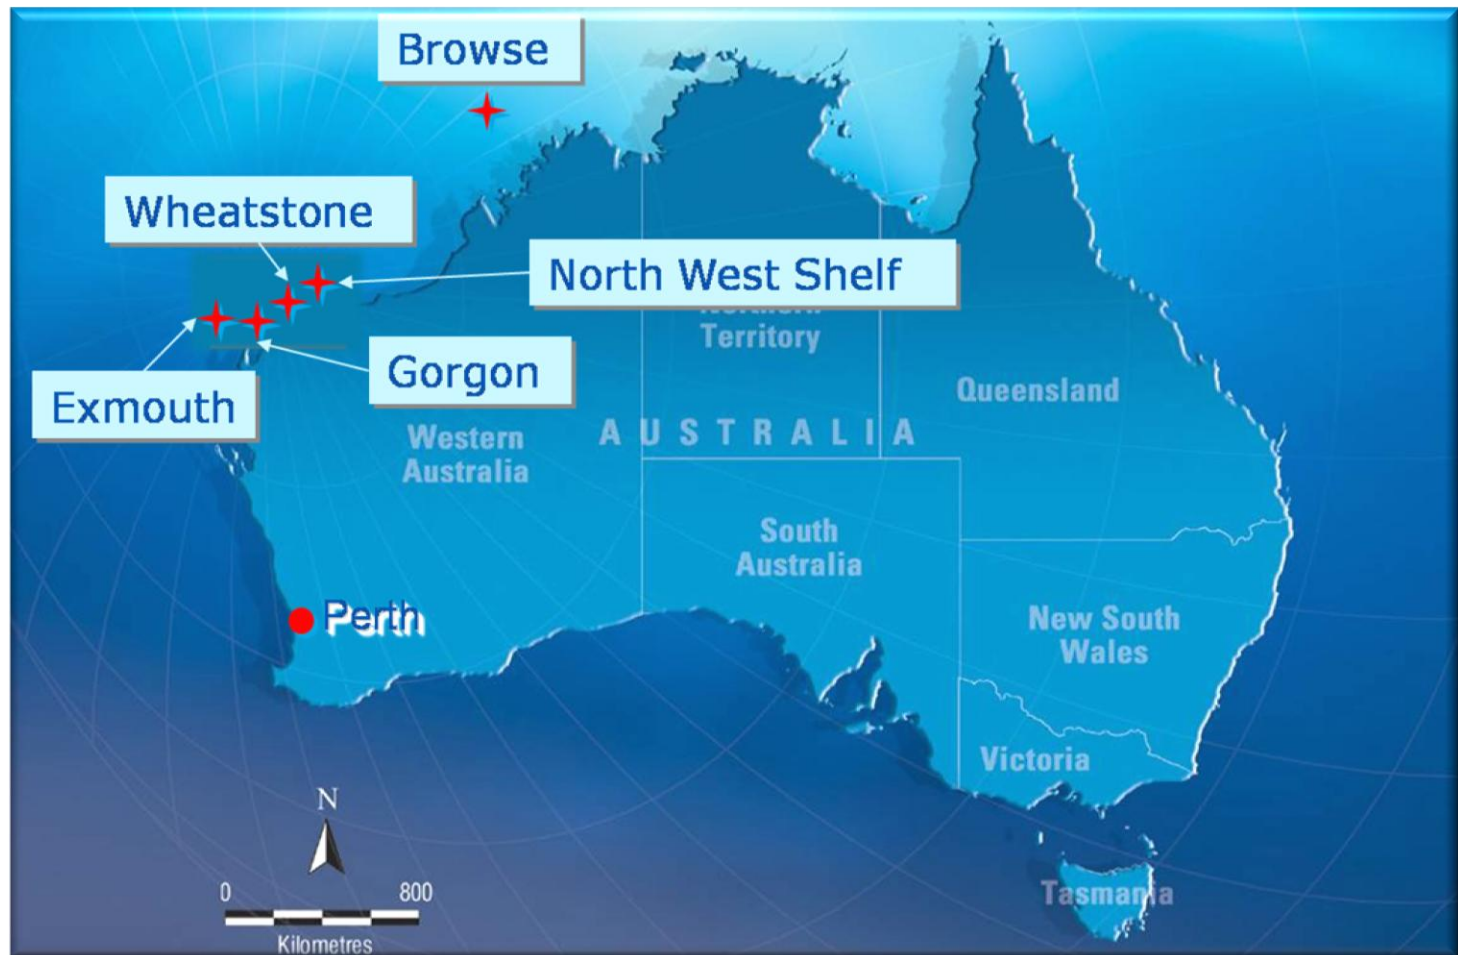 Browse
Wheatstone
North West Shelf
Northern
Territory
Gorgon
Exmouth
Queensland
Western
Australia
AUSTRALIA
South
Australia
Perth
New South
Wales
Victoria
N
0 800
Kilometres
Tasmania